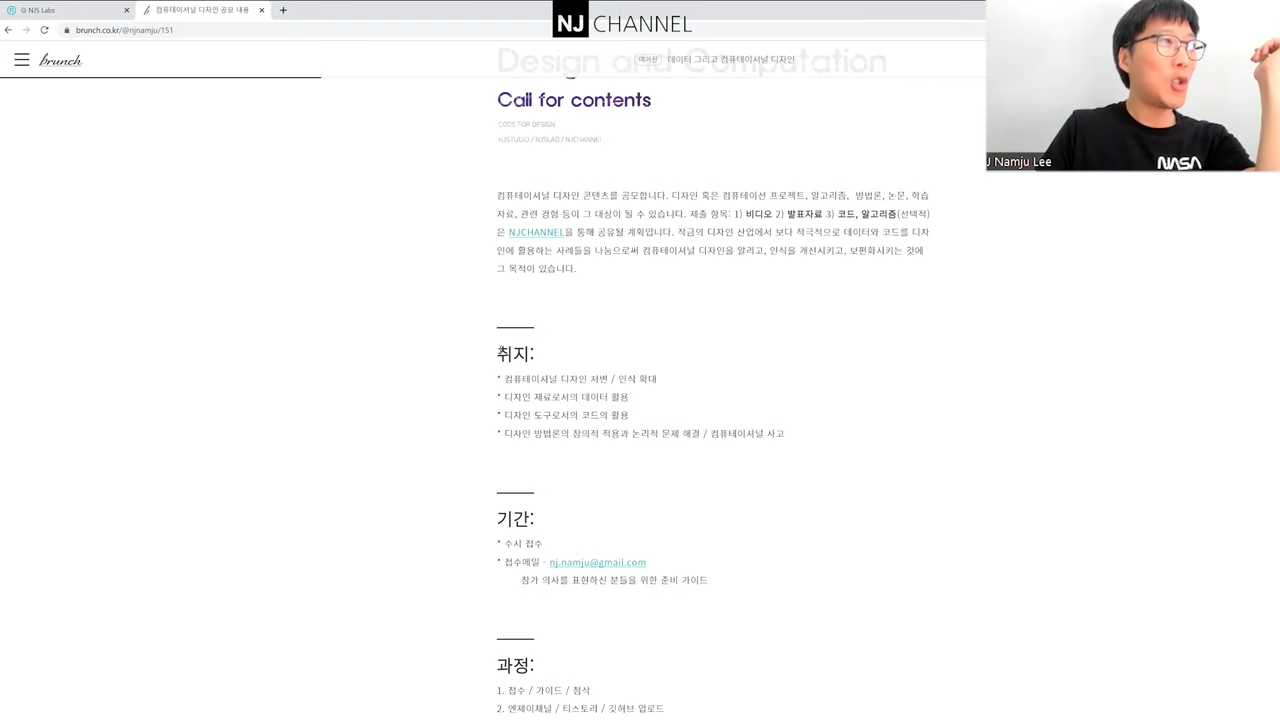 NJS Labs
컴퓨테이셔널 디자인 공모 내용
brunch.co.kr/@njnamju/151
NJ CHANNEL
brunch
매거진 데이터 그리고 컴퓨테이셔널 디자인
Design and Computation
Call for contents
CODE FOR DESIGN
NJSTUDIO / NJSLAB / NJCHANNEL
컴퓨테이셔널 디자인 콘텐츠를 공모합니다. 디자인 혹은 컴퓨테이션 프로젝트, 알고리즘, 방법론, 논문, 학습
자료, 관련 경험 등이 그 대상이 될 수 있습니다. 제출 항목: 1) 비디오 2) 발표자료 3) 코드, 알고리즘(선택적)
은 NJCHANNEL을 통해 공유될 계획입니다. 작금의 디자인 산업에서 보다 적극적으로 데이터와 코드를 디자
인에 활용하는 사례들을 나눔으로써 컴퓨테이셔널 디자인을 알리고, 인식을 개선시키고, 보편화시키는 것에
그 목적이 있습니다.
취지:
* 컴퓨테이셔널 디자인 저변 / 인식 확대
* 디자인 재료로서의 데이터 활용
* 디자인 도구로서의 코드의 활용
* 디자인 방법론의 창의적 적용과 논리적 문제 해결 / 컴퓨테이셔널 사고
기간:
* 수시 접수
* 접수메일 - nj.namju@gmail.com
참가 의사를 표현하신 분들을 위한 준비 가이드
과정:
1. 접수 / 가이드 / 첨삭
2. 엔제이채널 / 티스토리 / 깃허브 업로드
J Namju Lee
NASA